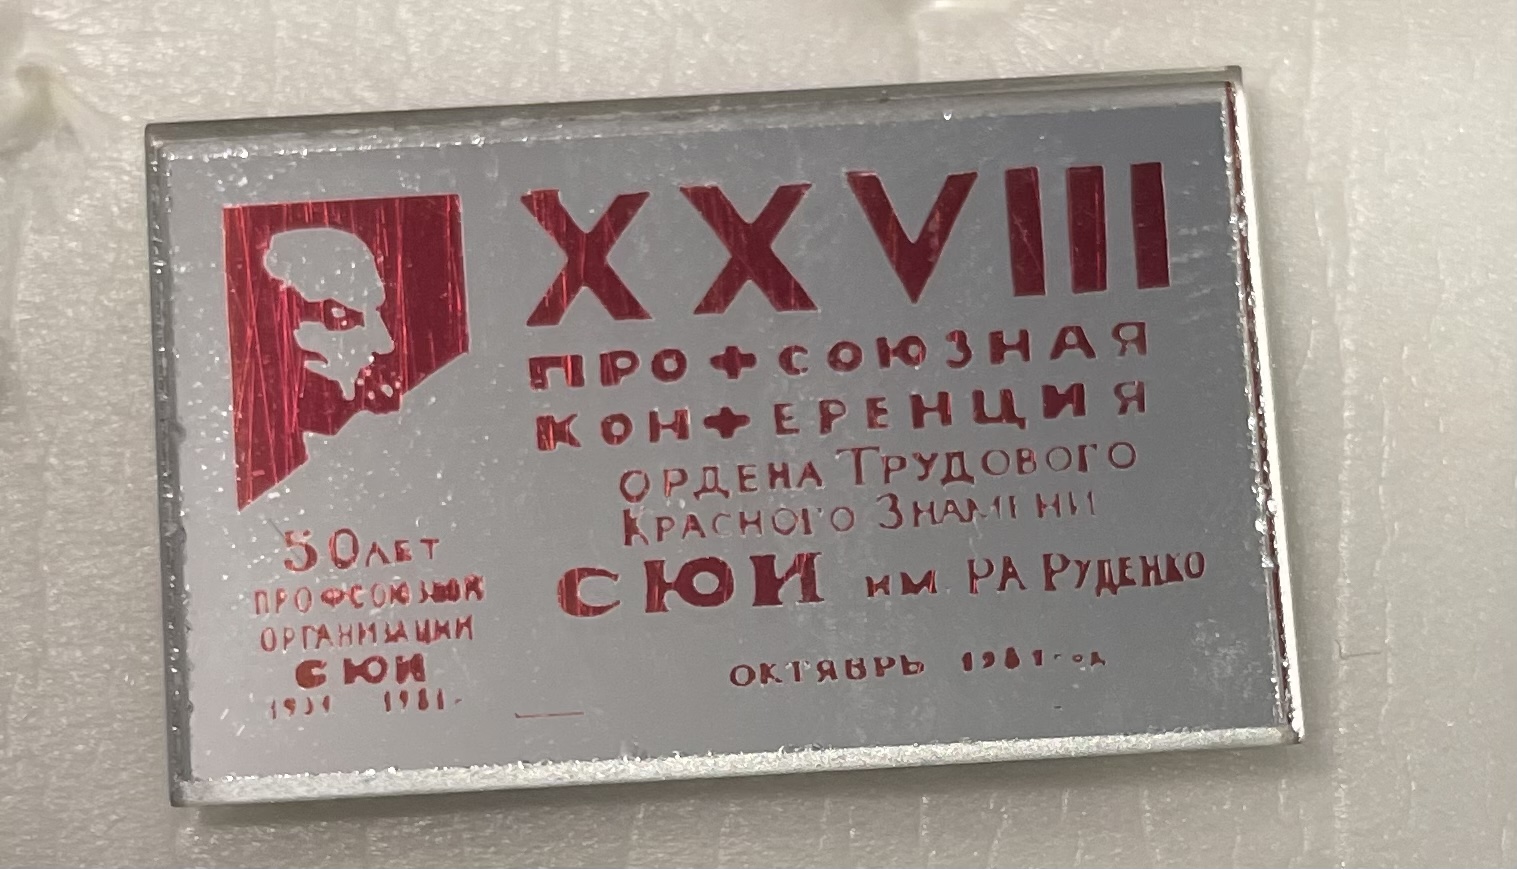 XXVIII
ПРОФСОЮЗНАЯ
КОНФЕРЕНЦИЯ
ОРДЕНА ТРУДОВОГО
КРАСНОГО ЗНАМЕНИ
СЮИ ИМ. РА РУДЕНКО
ОКТЯБРЬ 1981 год
50 ЛЕТ
ПРОФСОЮЗНОЙ
ОРГАНИЗАЦИИ
СЮИ
1931 1981